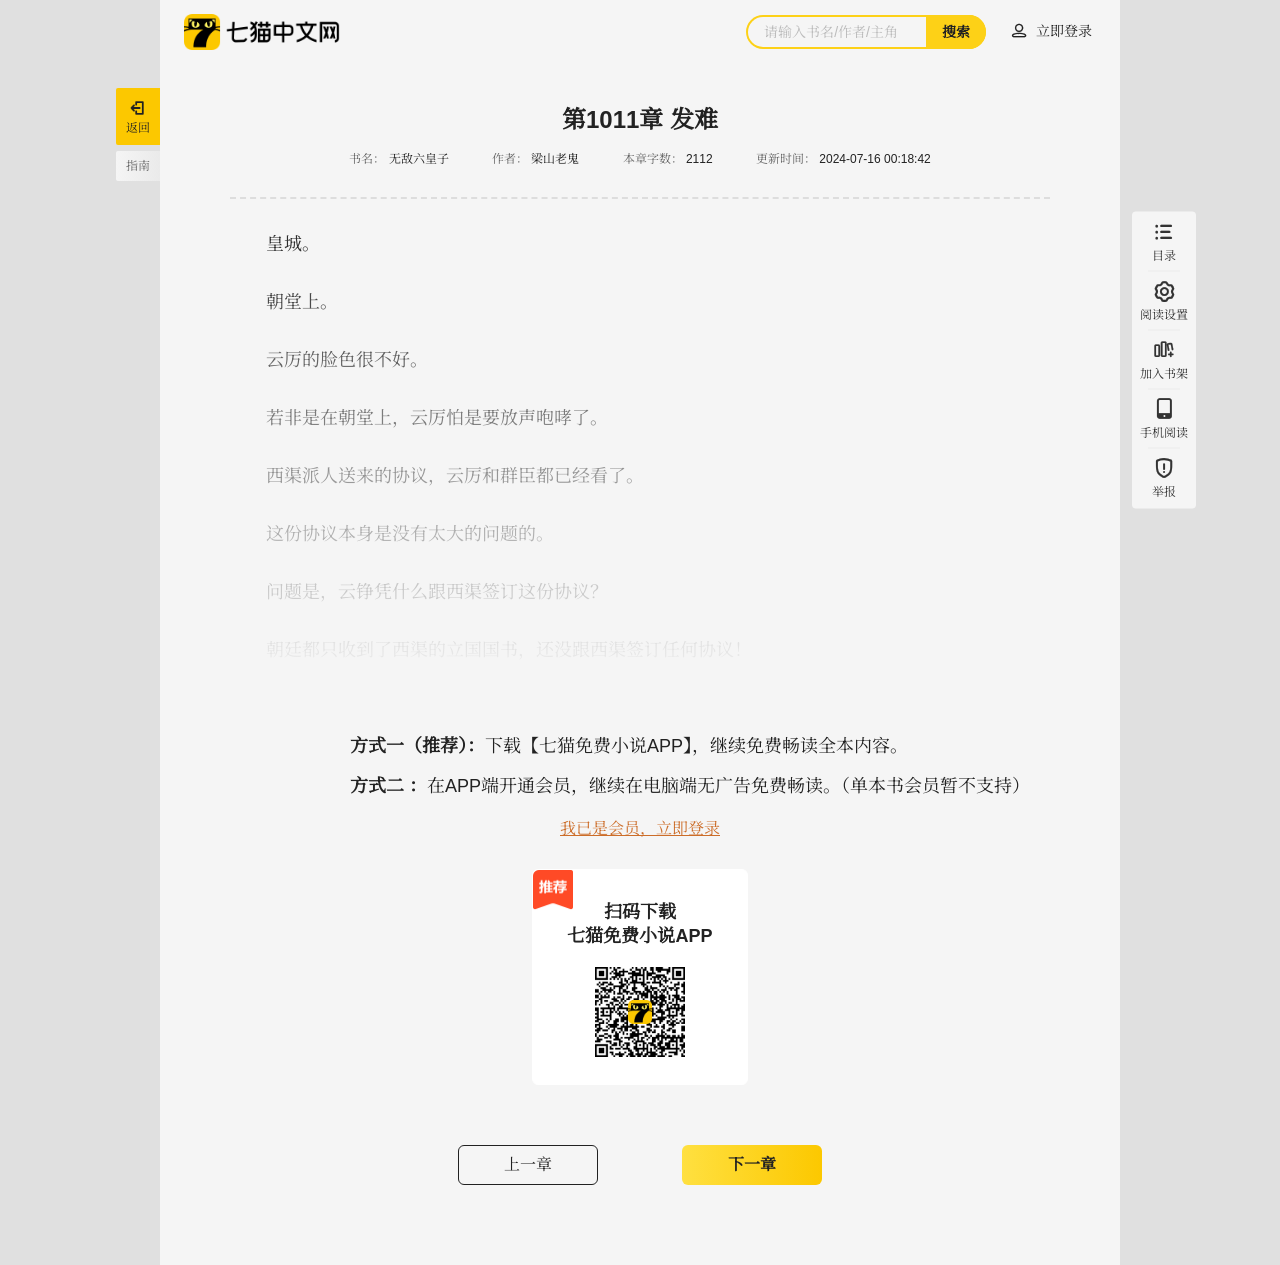 七猫中文网
请输入书名/作者/主角
搜索
立即登录
返回
指南
第1011章 发难
书名： 无敌六皇子 作者： 梁山老鬼 本章字数： 2112 更新时间： 2024-07-16 00:18:42
皇城。
朝堂上。
云厉的脸色很不好。
若非是在朝堂上，云厉怕是要放声咆哮了。
西渠派人送来的协议，云厉和群臣都已经看了。
这份协议本身是没有太大的问题的。
问题是，云铮凭什么跟西渠签订这份协议？
朝廷都只收到了西渠的立国国书，还没跟西渠签订任何协议！
目录
阅读设置
加入书架
手机阅读
举报
方式一（推荐）：下载【七猫免费小说APP】，继续免费畅读全本内容。
方式二 ：在APP端开通会员，继续在电脑端无广告免费畅读。（单本书会员暂不支持）
我已是会员，立即登录
推荐
扫码下载
七猫免费小说APP
上一章
下一章